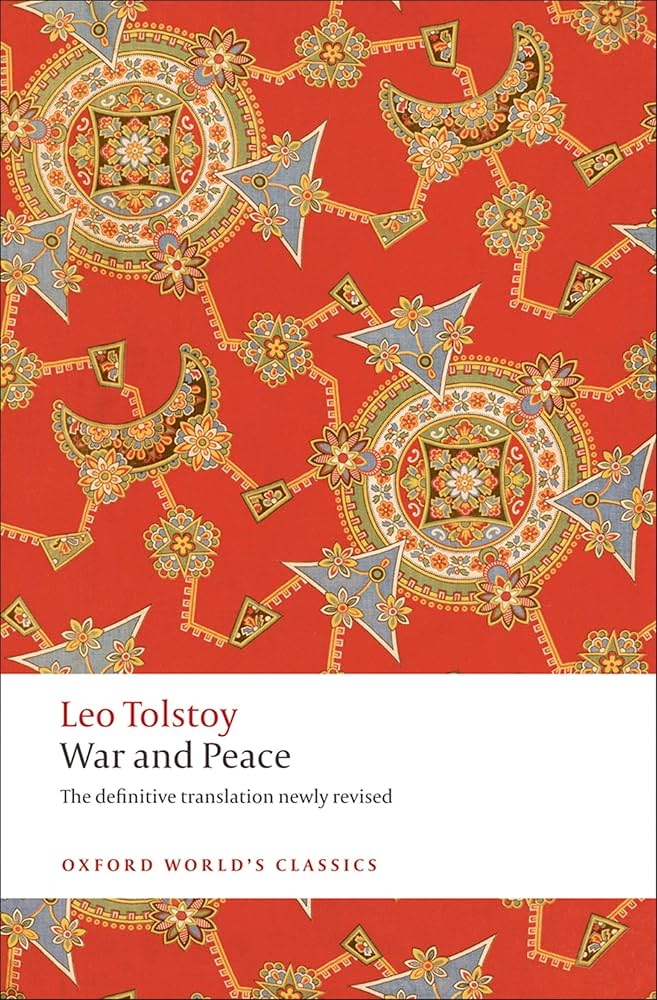 Leo Tolstoy
War and Peace
The definitive translation newly revised
OXFORD WORLD'S CLASSICS